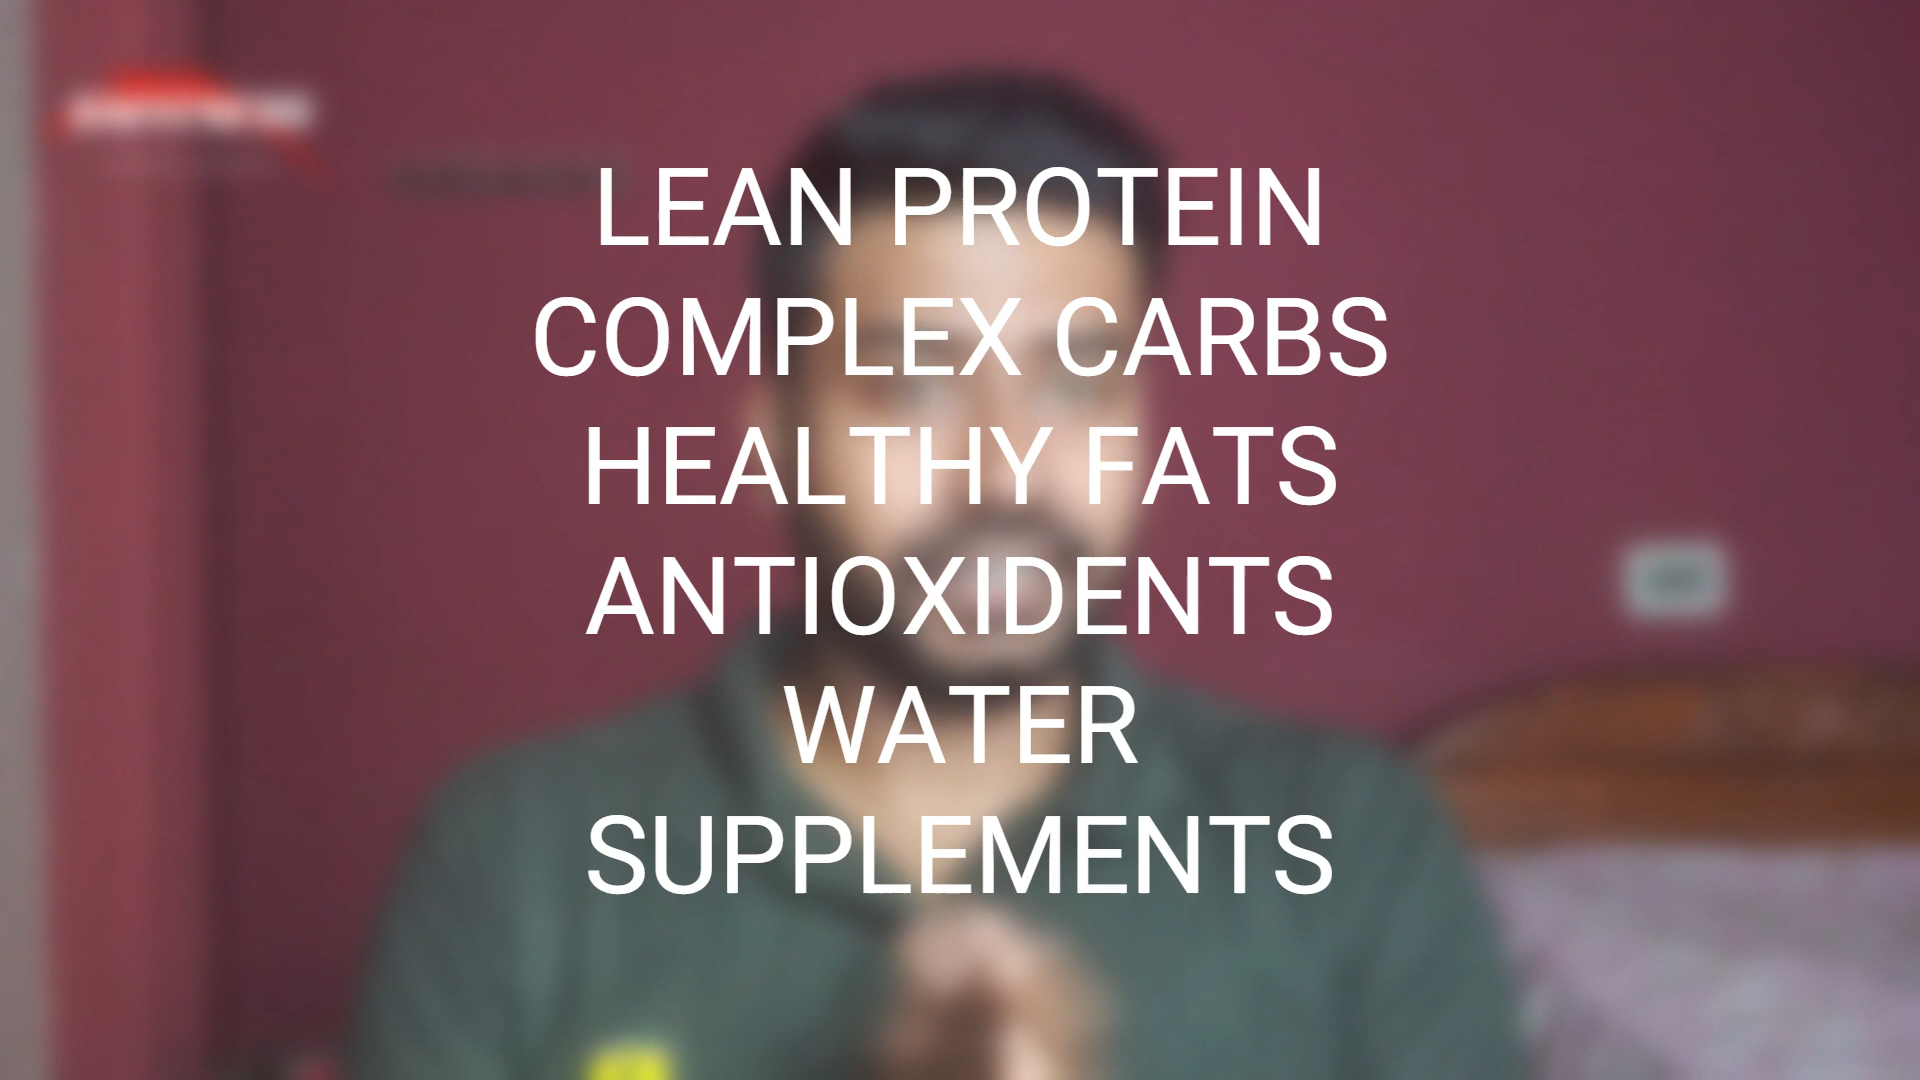 LEAN PROTEIN
COMPLEX CARBS
HEALTHY FATS
ANTIOXIDENTS
WATER
SUPPLEMENTS